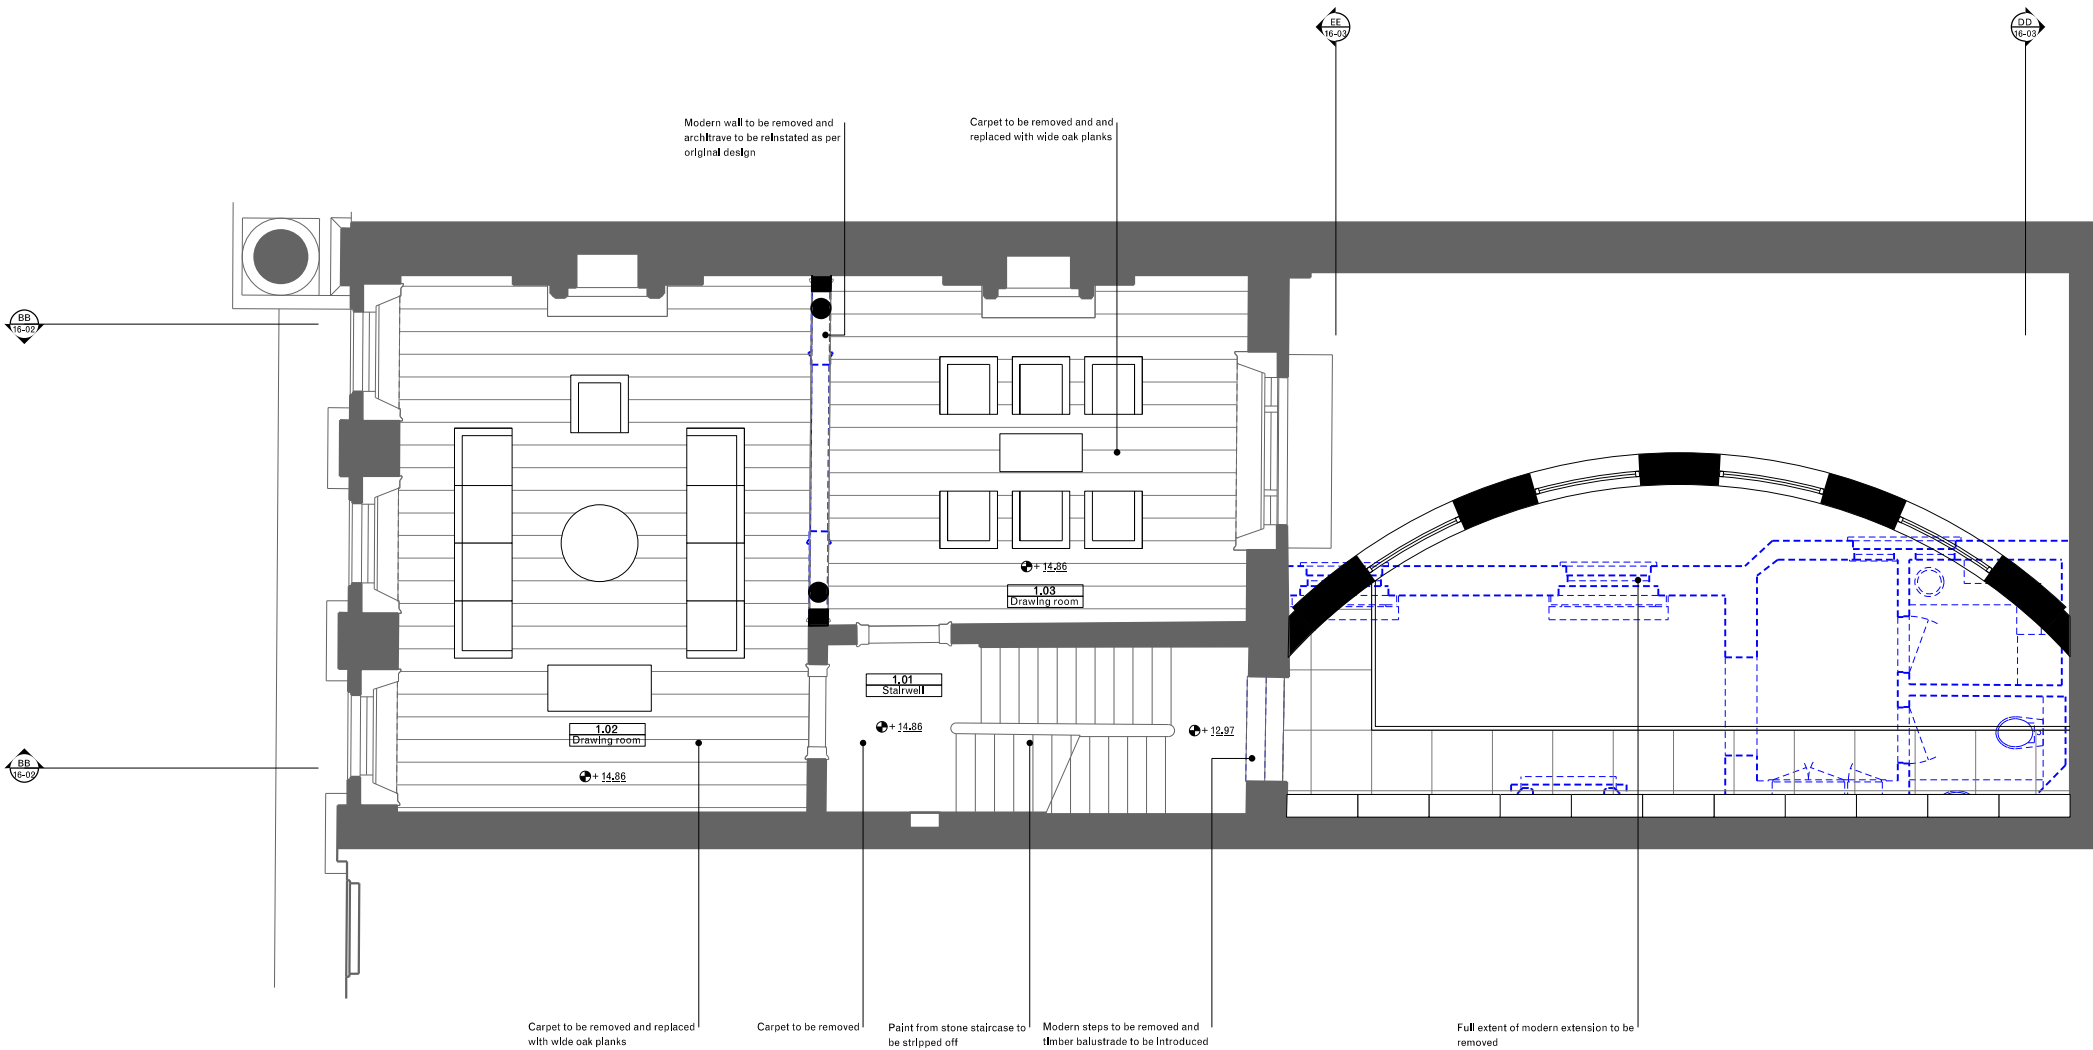 EE
16-03
DD
16-03
Modern wall to be removed and
architrave to be reinstated as per
original design
Carpet to be removed and and
replaced with wide oak planks
BB
16-02
+ 14.86
1.03
Drawing room
1.01
Stairwell
+ 14.86
+ 12.97
1.02
Drawing room
+ 14.86
BB
16-02
Carpet to be removed and replaced
with wide oak planks
Carpet to be removed
Paint from stone staircase to
be stripped off
Modern steps to be removed and
timber balustrade to be introduced
Full extent of modern extension to be
removed